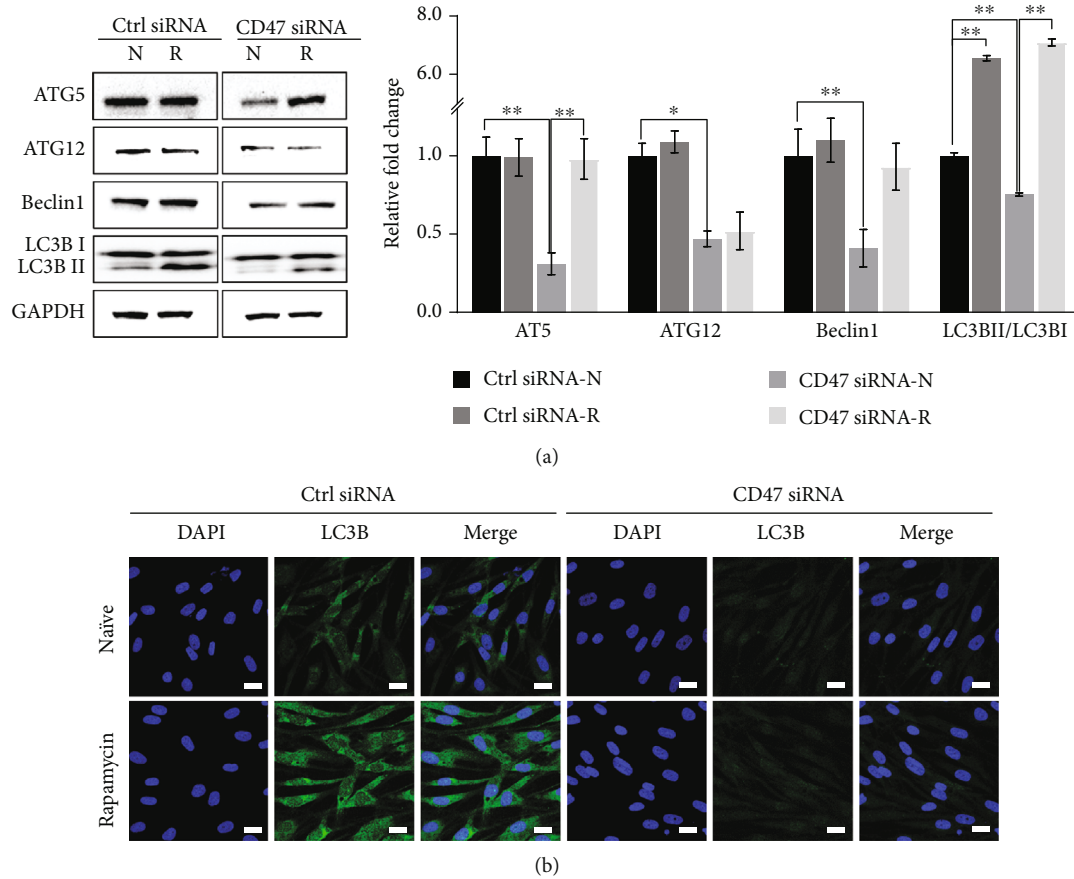 (a)
Ctrl siRNA CD47 siRNA
N R N R
ATG5
ATG12
Beclin1
LC3B I
LC3B II
GAPDH
Relative fold change
8.0
6.0
1.0
0.5
0.0
** ** * ** ** ** ** **
AT5 ATG12 Beclin1 LC3BII/LC3BI
Ctrl siRNA-N CD47 siRNA-N
Ctrl siRNA-R CD47 siRNA-R
Ctrl siRNA CD47 siRNA
DAPI LC3B Merge DAPI LC3B Merge
Naïve
Rapamycin
(b)